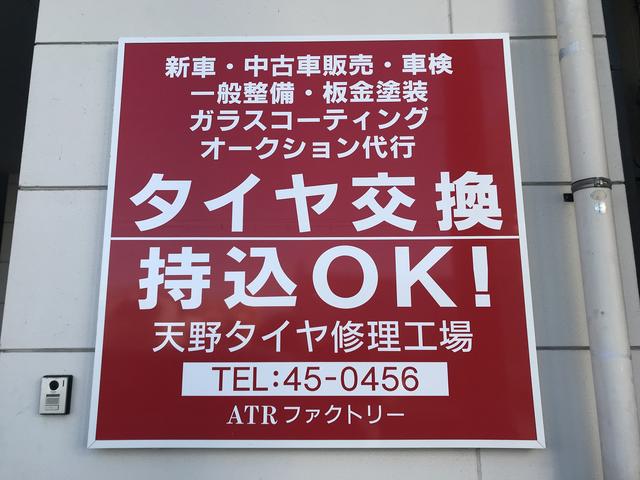 新車・中古車販売・車検
一般整備・板金塗装
ガラスコーティング
オークション代行
タイヤ交換
持込OK!
天野タイヤ修理工場
TEL:45-0456
ATRファクトリー